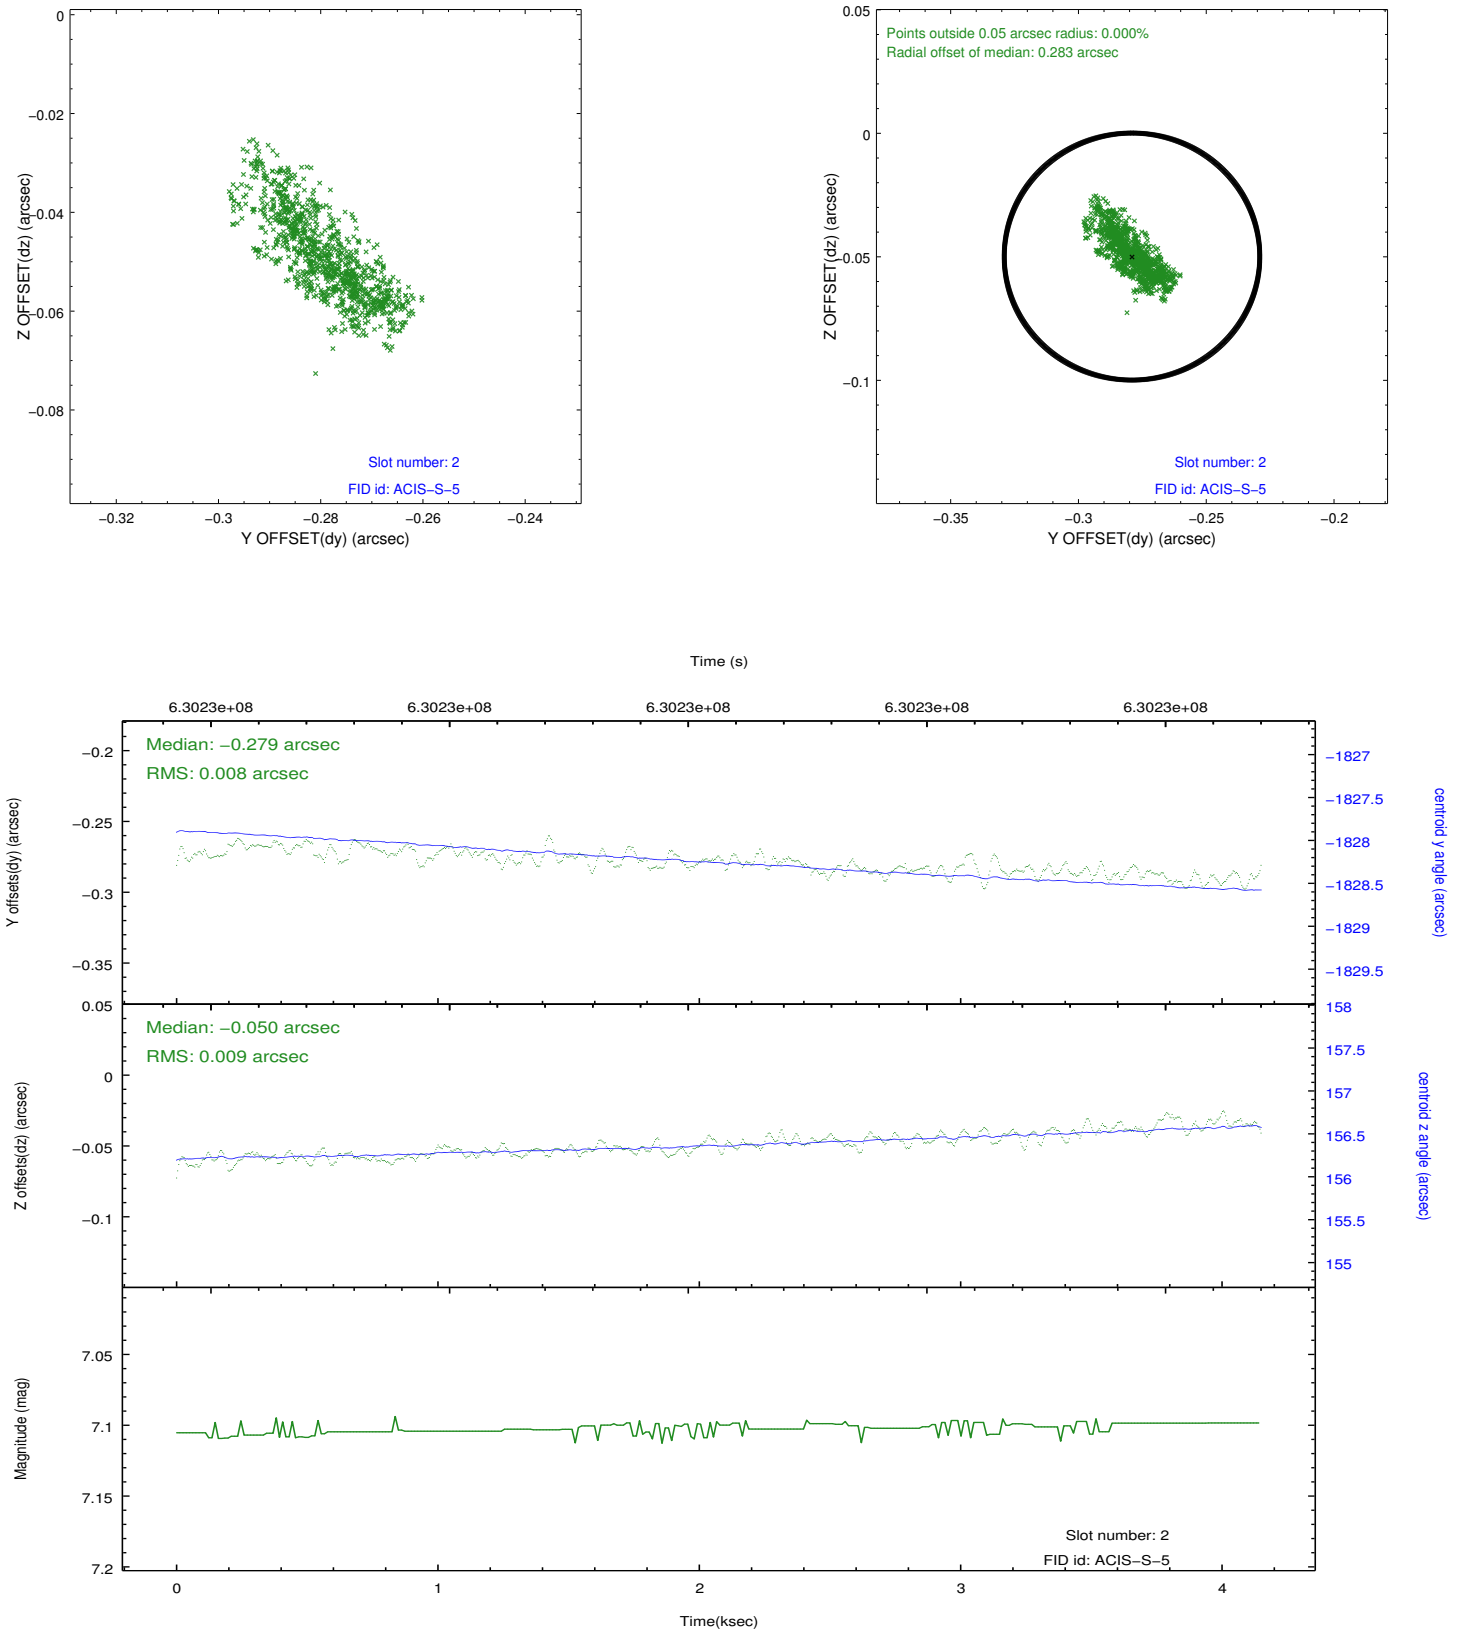 0
−0.02
−0.04
−0.06
−0.08
Z OFFSET(dz) (arcsec)
Slot number: 2
FID id: ACIS−S−5
−0.32
−0.3
−0.28
−0.26
−0.24
Y OFFSET(dy) (arcsec)
0.05
Points outside 0.05 arcsec radius: 0.000%
Radial offset of median: 0.283 arcsec
0
−0.05
−0.1
Z OFFSET(dz) (arcsec)
Slot number: 2
FID id: ACIS−S−5
−0.35
−0.3
−0.25
−0.2
Y OFFSET(dy) (arcsec)
Time (s)
6.3023e+08
6.3023e+08
6.3023e+08
6.3023e+08
6.3023e+08
Median: −0.279 arcsec
RMS: 0.008 arcsec
−0.2
−0.25
−0.3
−0.35
Y offsets(dy) (arcsec)
−1827
−1827.5
−1828
−1828.5
−1829
−1829.5
centroid y angle (arcsec)
Median: −0.050 arcsec
RMS: 0.009 arcsec
0.05
0
−0.05
−0.1
Z offsets(dz) (arcsec)
158
157.5
157
156.5
156
155.5
155
centroid z angle (arcsec)
7.05
7.1
7.15
7.2
Magnitude (mag)
Slot number: 2
FID id: ACIS−S−5
0
1
2
3
4
Time(ksec)